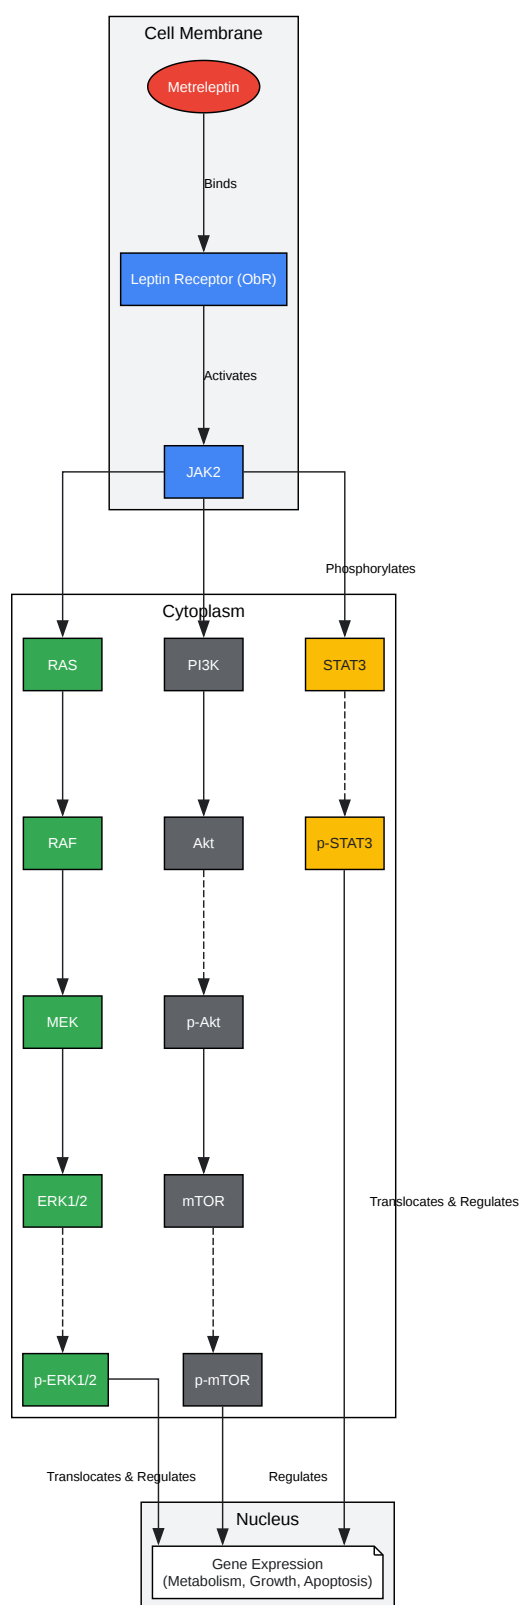 Cell Membrane
Metreleptin
Binds
Leptin Receptor (ObR)
Activates
JAK2
Phosphorylates
Cytoplasm
RAS
PI3K
STAT3
RAF
Akt
p-STAT3
MEK
p-Akt
ERK1/2
mTOR
Translocates & Regulates
p-ERK1/2
p-mTOR
Translocates & Regulates
Regulates
Nucleus
Gene Expression
(Metabolism, Growth, Apoptosis)